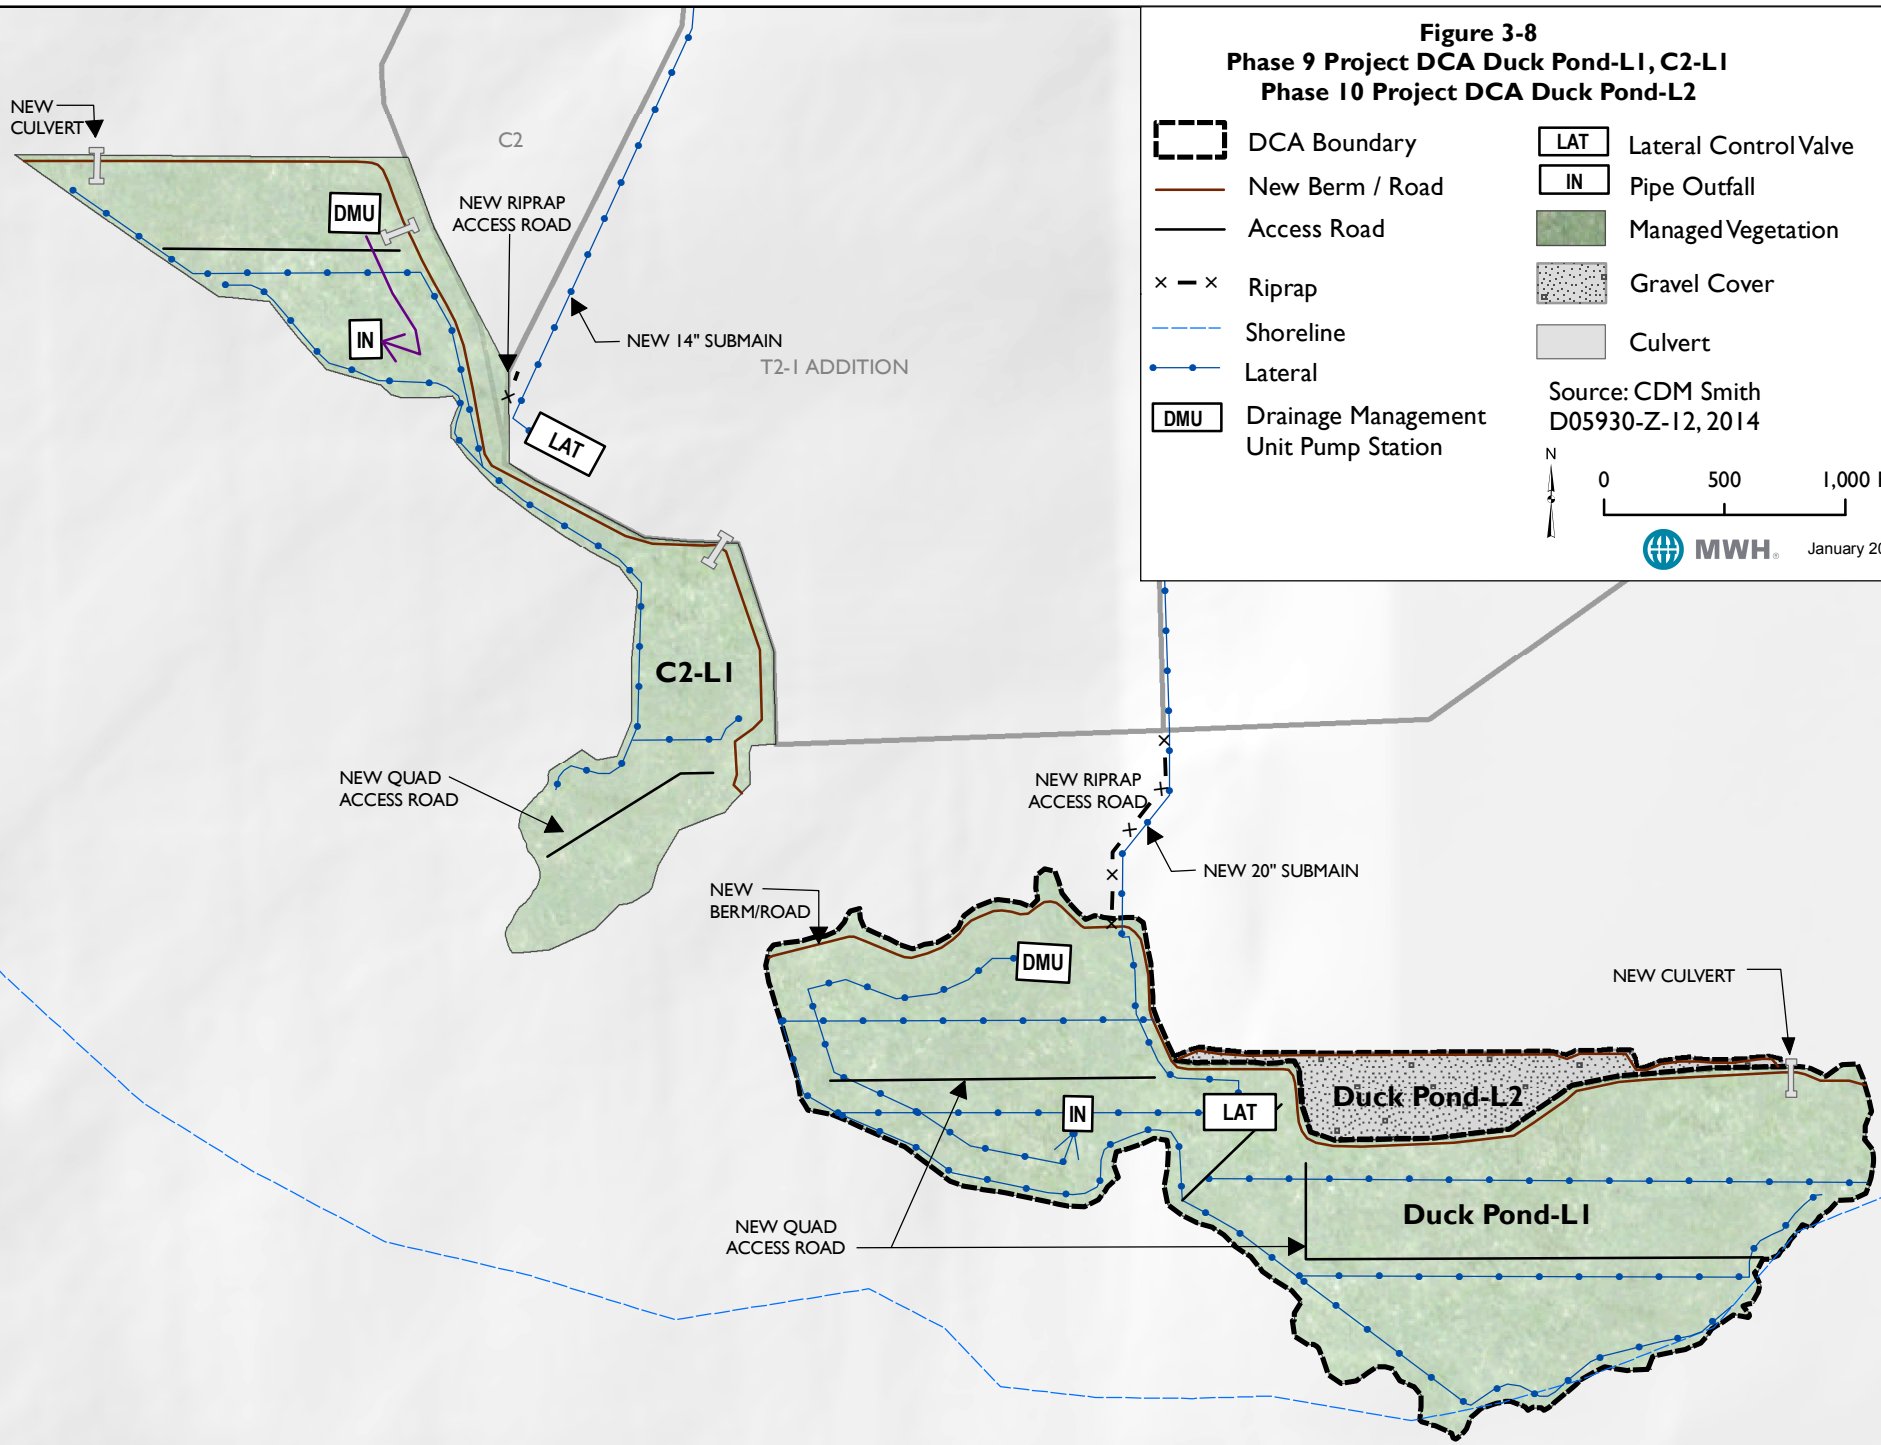 Figure 3-8
Phase 9 Project DCA Duck Pond-L1, C2-L1
Phase 10 Project DCA Duck Pond-L2
DCA Boundary
New Berm / Road
Access Road
Riprap
Shoreline
Lateral
DMU
Drainage Management
Unit Pump Station
LAT
Lateral Control Valve
IN
Pipe Outfall
Managed Vegetation
Gravel Cover
Culvert
Source: CDM Smith
D05930-Z-12, 2014
N
0
500
1,000
MWH
January
NEW
CULVERT
C2
DMU
NEW RIPRAP
ACCESS ROAD
IN
NEW 14" SUBMAIN
T2-1 ADDITION
LAT
C2-L1
NEW QUAD
ACCESS ROAD
NEW RIPRAP
ACCESS ROAD
NEW 20" SUBMAIN
NEW
BERM/ROAD
DMU
NEW CULVERT
Duck Pond-L2
IN
LAT
Duck Pond-L1
NEW QUAD
ACCESS ROAD